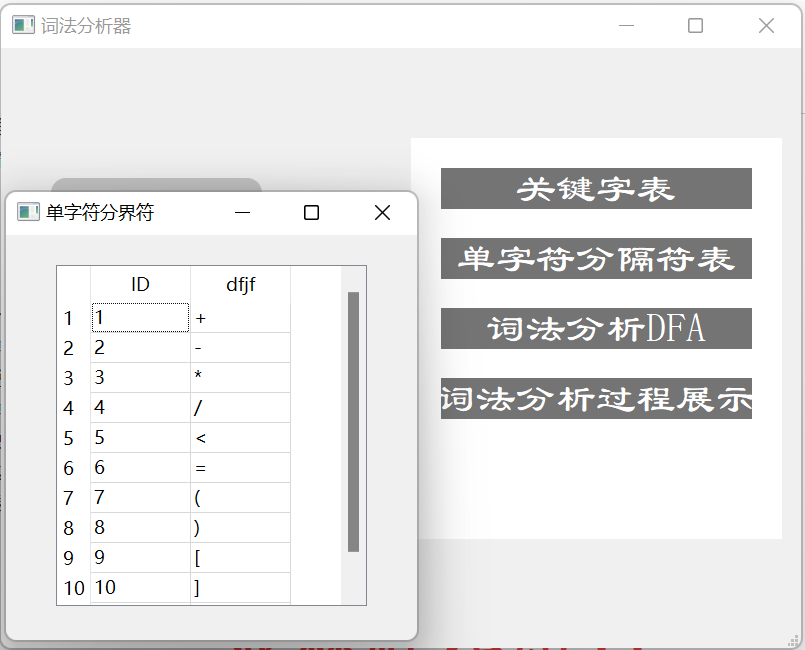 词法分析器
关键字表
单字符分隔符表
词法分析DFA
词法分析过程展示
单字符分界符
ID dfjf
1 1 +
2 2 -
3 3 *
4 4 /
5 5 <
6 6 =
7 7 (
8 8 )
9 9 [
10 10 ]